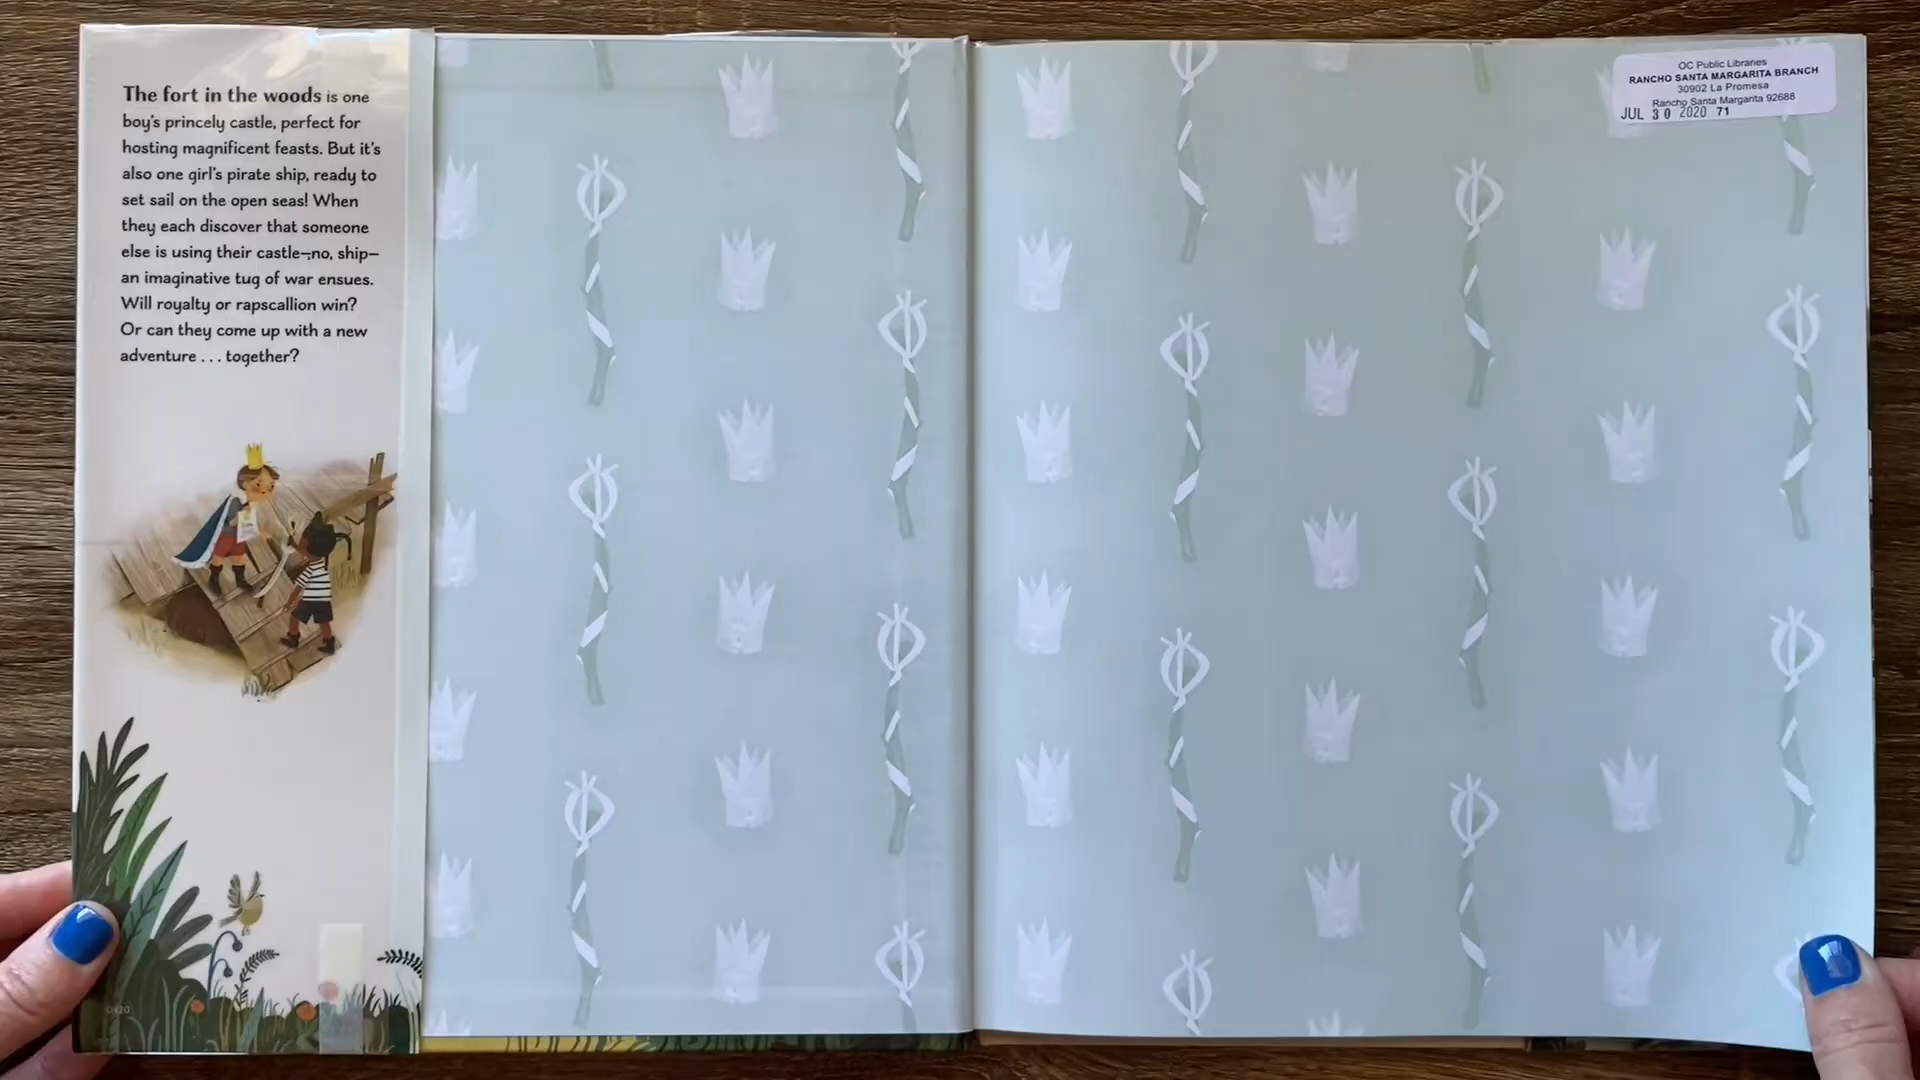 The fort in the woods is one
boy's princely castle, perfect for
hosting magnificent feasts. But it's
also one girl's pirate ship, ready to
set sail on the open seas! When
they each discover that someone
else is using their castle—no, ship—
an imaginative tug of war ensues.
Will royalty or rapscallion win?
Or can they come up with a new
adventure . . . together?
0420
OC Public Libraries
RANCHO SANTA MARGARITA BRANCH
30902 La Promesa
Rancho Santa Margarita 92688
JUL 30 2020 71